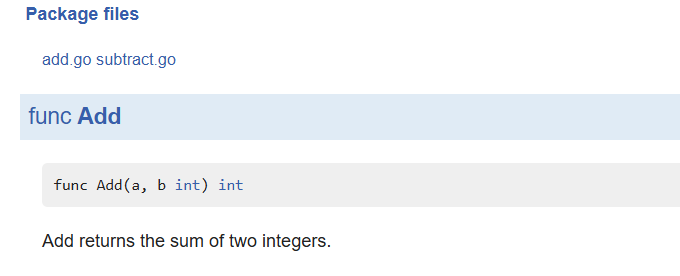 Package files
add.go subtract.go
func Add
func Add(a, b int) int
Add returns the sum of two integers.